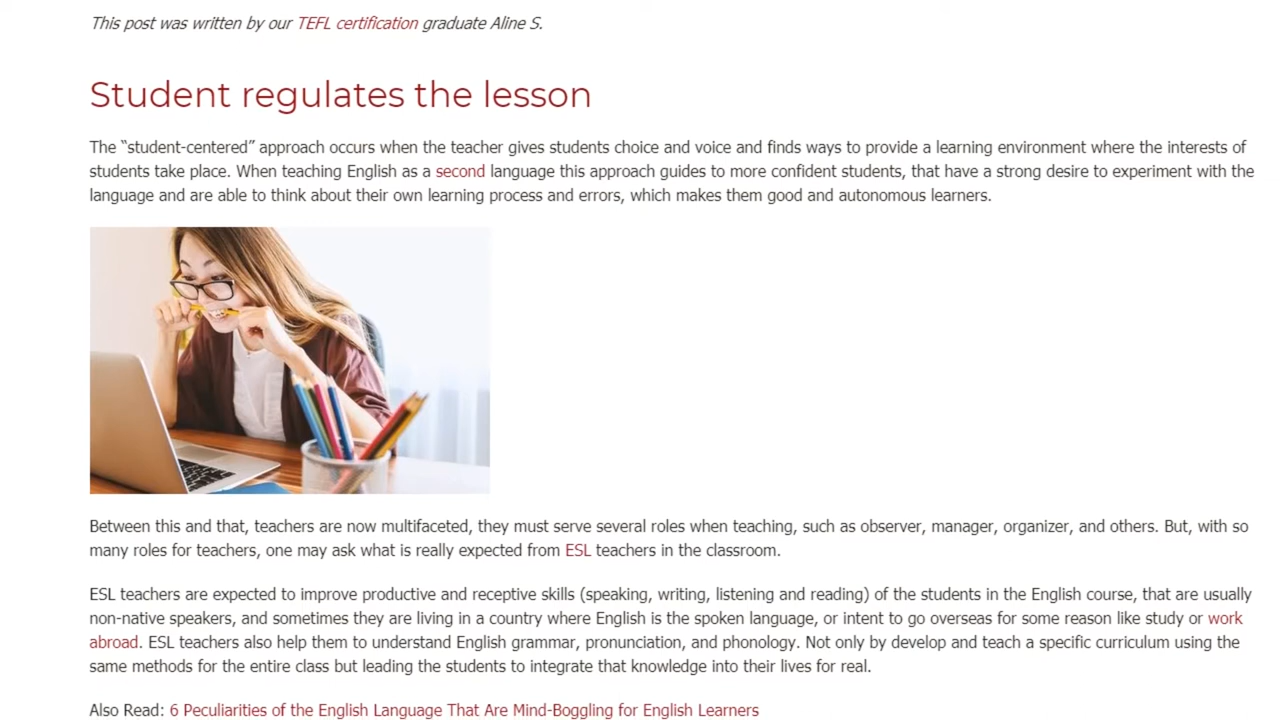 This post was written by our TEFL certification graduate Aline S.
Student regulates the lesson
The “student-centered” approach occurs when the teacher gives students choice and voice and finds ways to provide a learning environment where the interests of
students take place. When teaching English as a second language this approach guides to more confident students, that have a strong desire to experiment with the
language and are able to think about their own learning process and errors, which makes them good and autonomous learners.
Between this and that, teachers are now multifaceted, they must serve several roles when teaching, such as observer, manager, organizer, and others. But, with so
many roles for teachers, one may ask what is really expected from ESL teachers in the classroom.
ESL teachers are expected to improve productive and receptive skills (speaking, writing, listening and reading) of the students in the English course, that are usually
non-native speakers, and sometimes they are living in a country where English is the spoken language, or intent to go overseas for some reason like study or work
abroad. ESL teachers also help them to understand English grammar, pronunciation, and phonology. Not only by develop and teach a specific curriculum using the
same methods for the entire class but leading the students to integrate that knowledge into their lives for real.
Also Read: 6 Peculiarities of the English Language That Are Mind-Boggling for English Learners